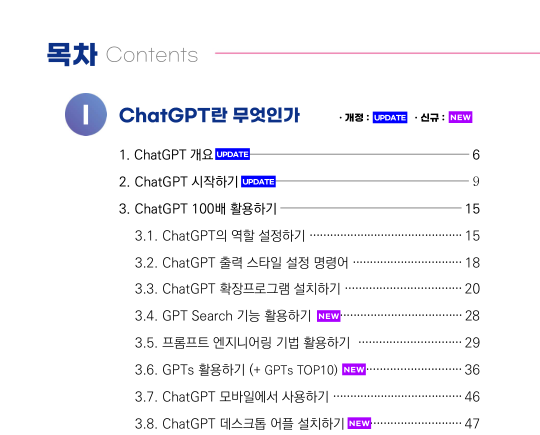 목차 Contents
I ChatGPT란 무엇인가 · 개정 : UPDATE · 신규 : NEW
1. ChatGPT 개요 UPDATE 6
2. ChatGPT 시작하기 UPDATE 9
3. ChatGPT 100배 활용하기 15
3.1. ChatGPT의 역할 설정하기 15
3.2. ChatGPT 출력 스타일 설정 명령어 18
3.3. ChatGPT 확장프로그램 설치하기 20
3.4. GPT Search 기능 활용하기 NEW 28
3.5. 프롬프트 엔지니어링 기법 활용하기 29
3.6. GPTs 활용하기 (+ GPTs TOP10) NEW 36
3.7. ChatGPT 모바일에서 사용하기 46
3.8. ChatGPT 데스크톱 어플 설치하기 NEW 47